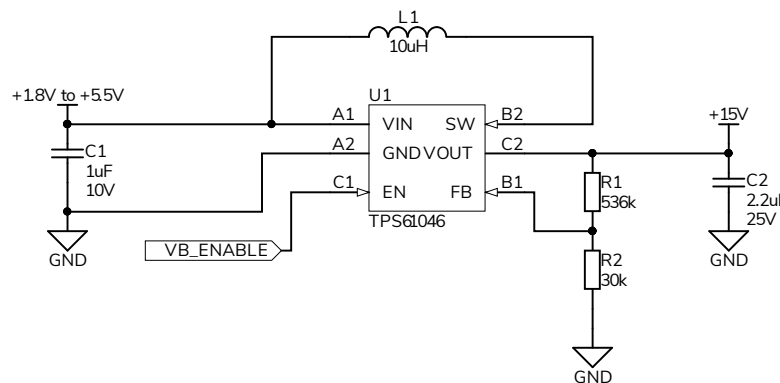 L1
10uH
+1.8V to +5.5V
U1
+15V
A1
VIN
SW
B2
C1
1uF
10V
A2
GND
VOUT
C2
C1
EN
FB
B1
R1
536k
C2
2.2u
25V
TPS61046
GND
VB_ENABLE
R2
30k
GND
GND